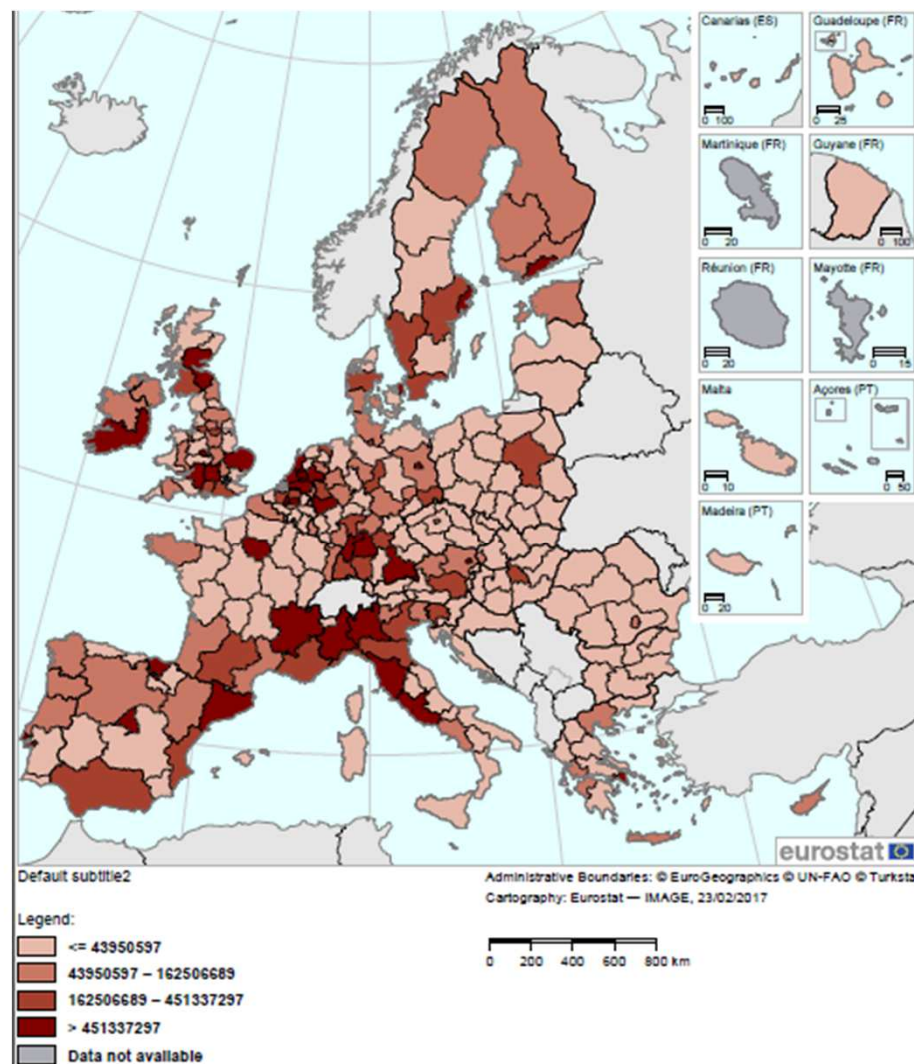 Canarias (ES)
0 100
Guadeloupe (FR)
0 25
Martinique (FR)
0 20
Guyane (FR)
0 100
Réunion (FR)
0 20
Mayotte (FR)
0 15
Malta
0 10
Açores (PT)
0 50
Madeira (PT)
0 20
eurostat
Default subtitle2
Administrative Boundaries: © EuroGeographics © UN-FAO © Turksta
Cartography: Eurostat — IMAGE, 23/02/2017
Legend:
<= 43950597
43950597 – 162506689
162506689 – 451337297
> 451337297
Data not available
0 200 400 600 800 km